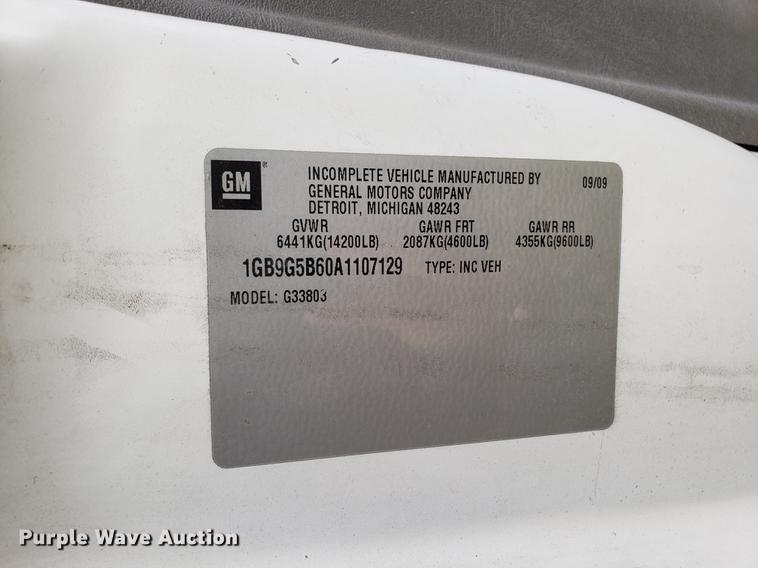 GM ®
INCOMPLETE VEHICLE MANUFACTURED BY 09/09
GENERAL MOTORS COMPANY
DETROIT, MICHIGAN 48243
GVWR GAWR FRT GAWR RR
6441KG(14200LB) 2087KG(4600LB) 4355KG(9600LB)
1GB9G5B60A1107129 TYPE: INC VEH
MODEL: G33803
Purple Wave Auction